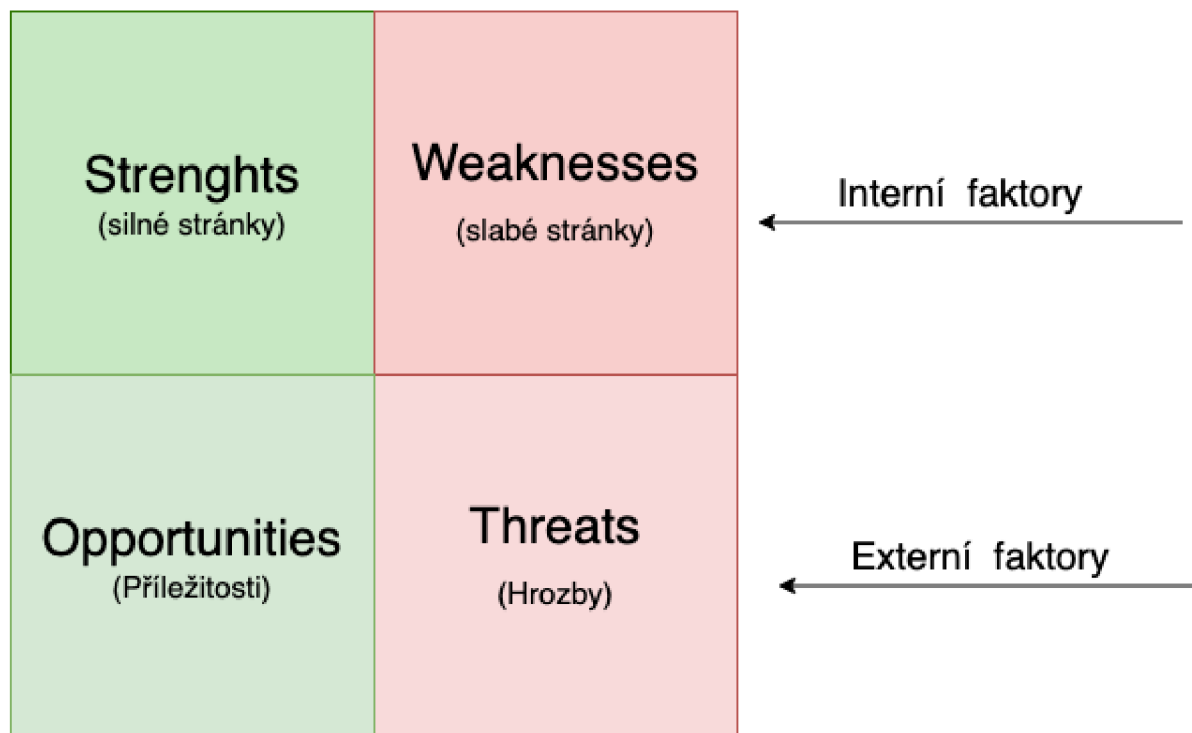 Strenghts
(silné stránky)
Weaknesses
(slabé stránky)
Interní faktory
Opportunities
(Příležitosti)
Threats
(Hrozby)
Externí faktory